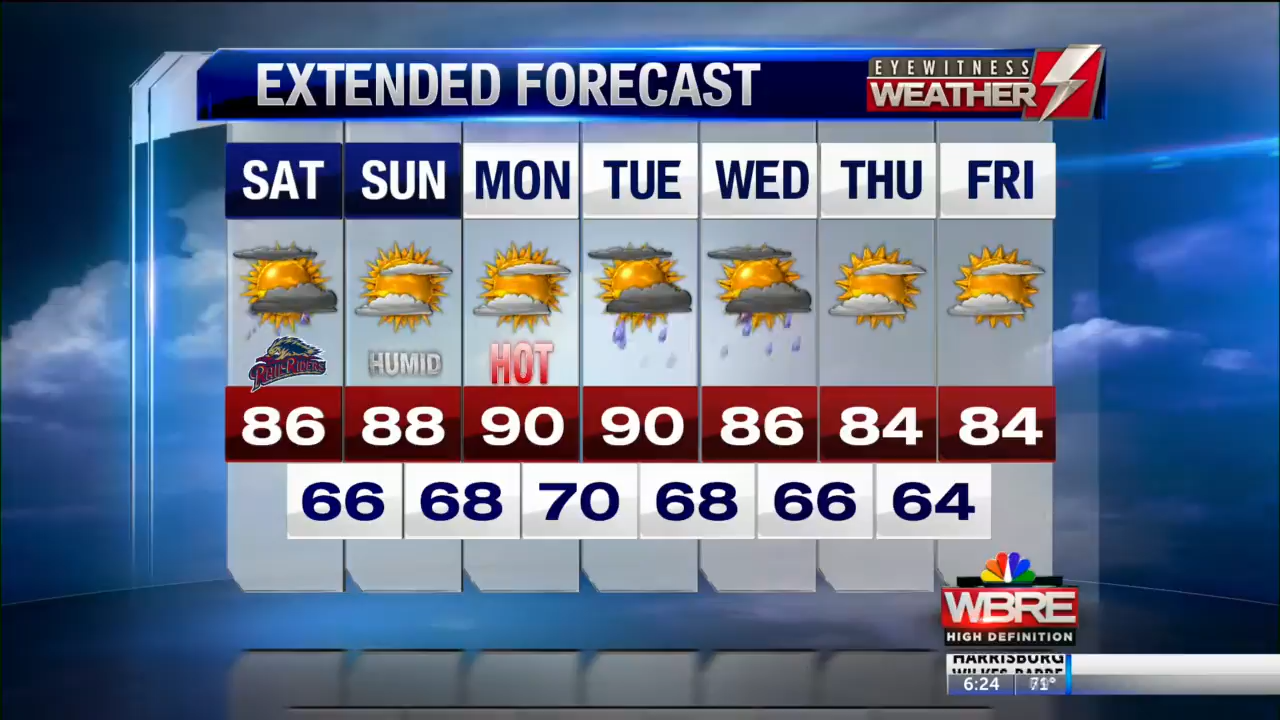 EXTENDED FORECAST
EYEWITNESS
WEATHER
SAT SUN MON TUE WED THU FRI
RAILRIDERS HUMID HOT
86 88 90 90 86 84 84
66 68 70 68 66 64
WBRE
HIGH DEFINITION
HARRISBURG
6:24